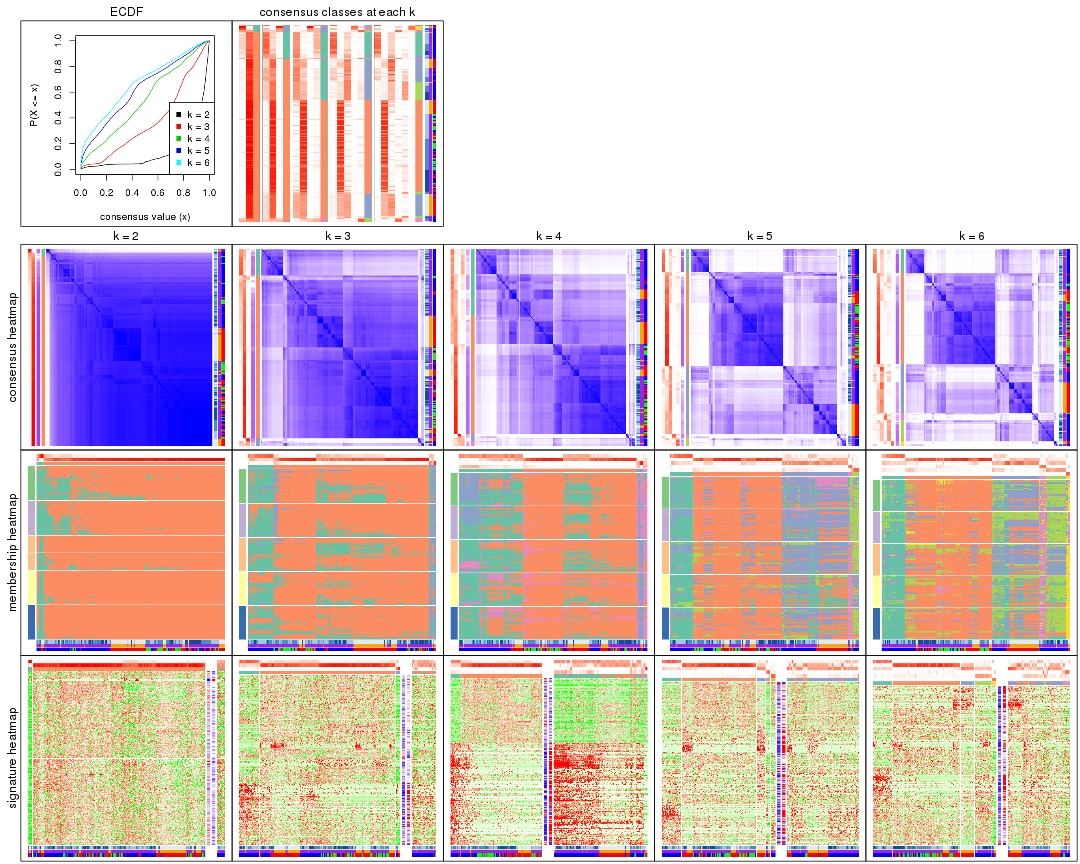 ECDF
consensus classes at each k
P(X <= x)
0.0 0.2 0.4 0.6 0.8 1.0
k = 2
k = 3
k = 4
k = 5
k = 6
0.0 0.2 0.4 0.6 0.8 1.0
consensus value (x)
k = 2 k = 3 k = 4 k = 5 k = 6
consensus heatmap
membership heatmap
signature heatmap